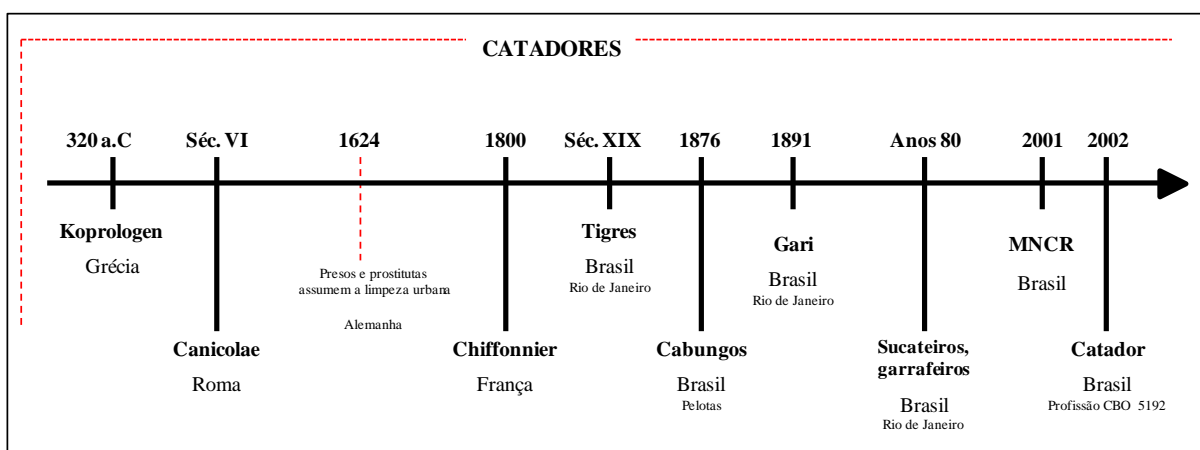 CATADORES
320 a.C
Séc. VI
1624
1800
Séc. XIX
1876
1891
Anos 80
2001
2002
Koprologen
Grécia
Canicolae
Roma
Presos e prostitutas
assumem a limpeza urbana
Alemanha
Chiffonnier
França
Tigres
Brasil
Rio de Janeiro
Cabungos
Brasil
Pelotas
Gari
Brasil
Rio de Janeiro
Sucateiros,
garrafeiros
Brasil
Rio de Janeiro
MNCR
Brasil
Catador
Brasil
Profissão CBO 5192